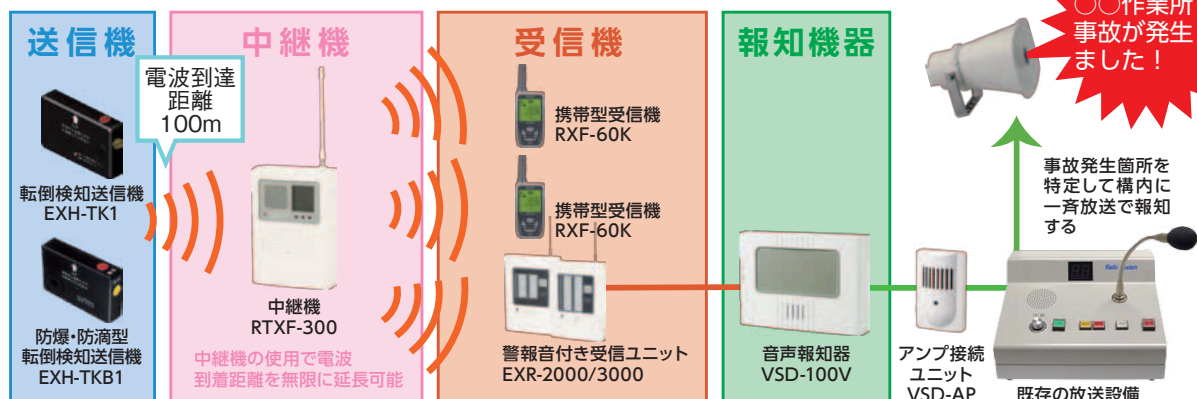 送信機
電波到達
距離
100m
転倒検知送信機
EXH-TK1
防爆・防滴型
転倒検知送信機
EXH-TKB1
中継機
中継機
RTXF-300
中継機の使用で電波
到着距離を無限に延長可能
受信機
携帯型受信機
RXF-60K
携帯型受信機
RXF-60K
警報音付き受信ユニット
EXR-2000/3000
報知機器
音声報知器
VSD-100V
アンプ接続
ユニット
VSD-AP
○○作業所
事故が発生
ました！
事故発生箇所を
特定して構内に
一斉放送で報知
する
Radio System
既存の放送設備